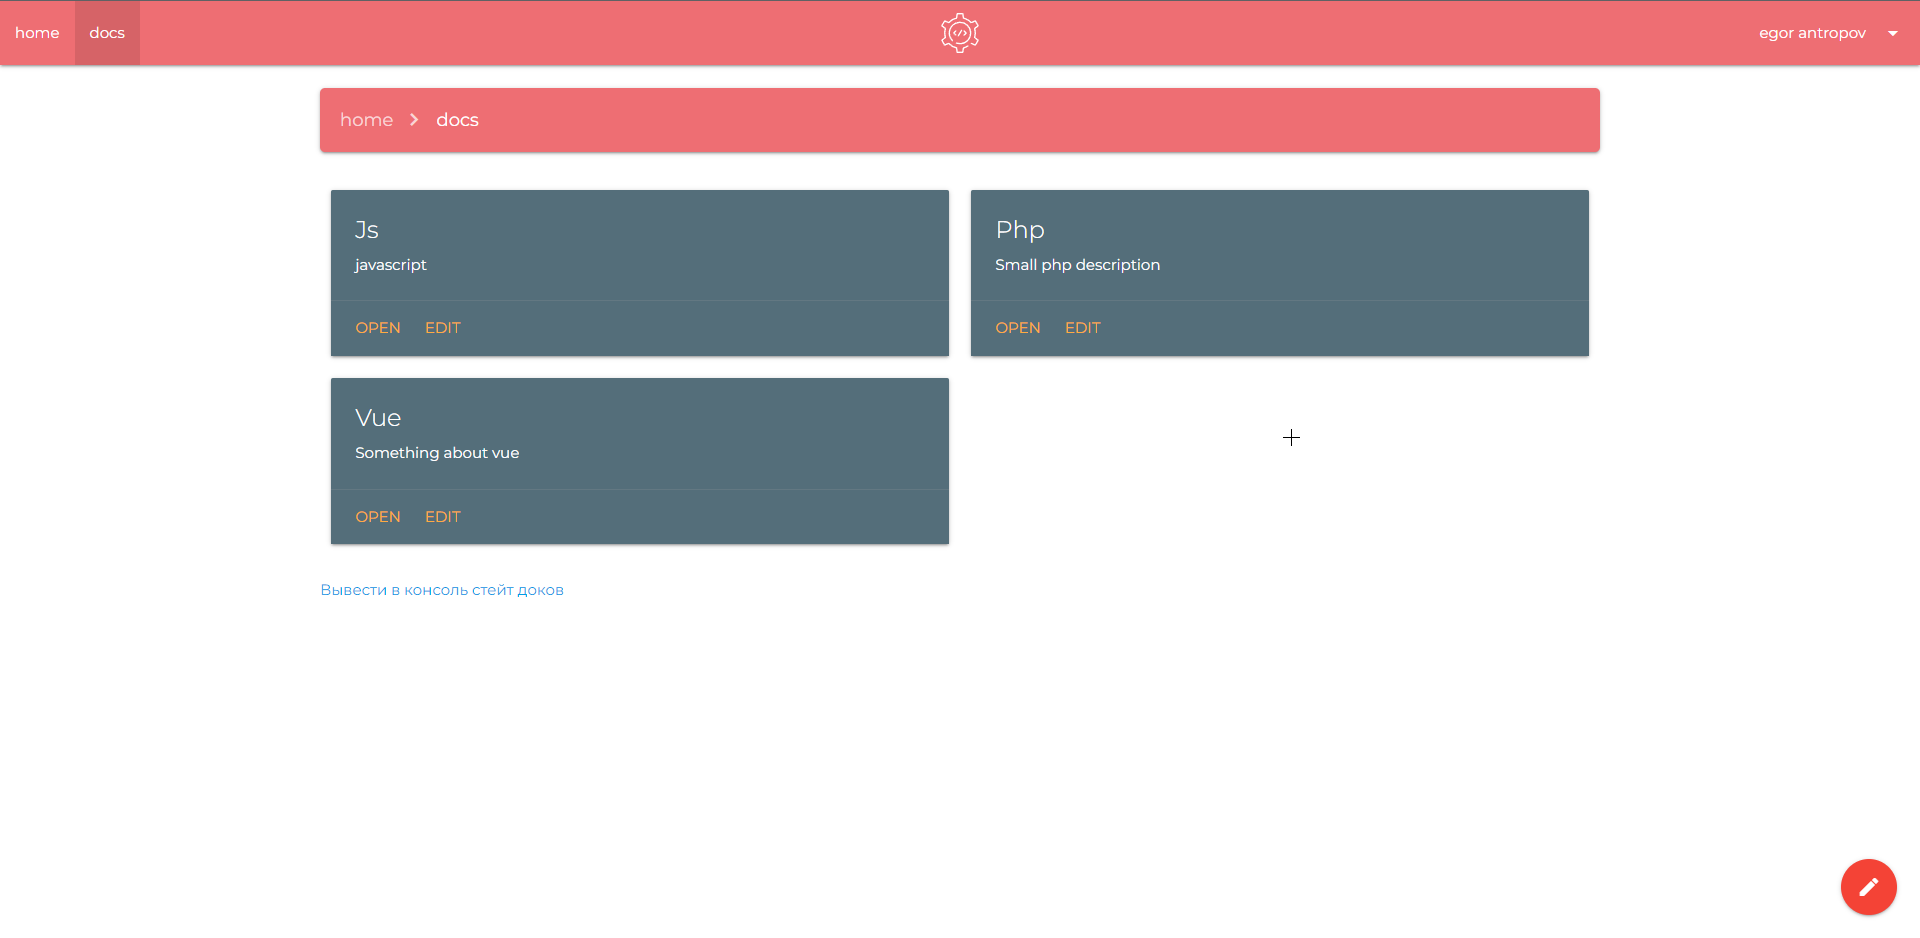 home docs </> egor antropov
home > docs
Js
javascript
OPEN EDIT
Php
Small php description
OPEN EDIT
Vue
Something about vue
OPEN EDIT
Вывести в консоль стейт доков